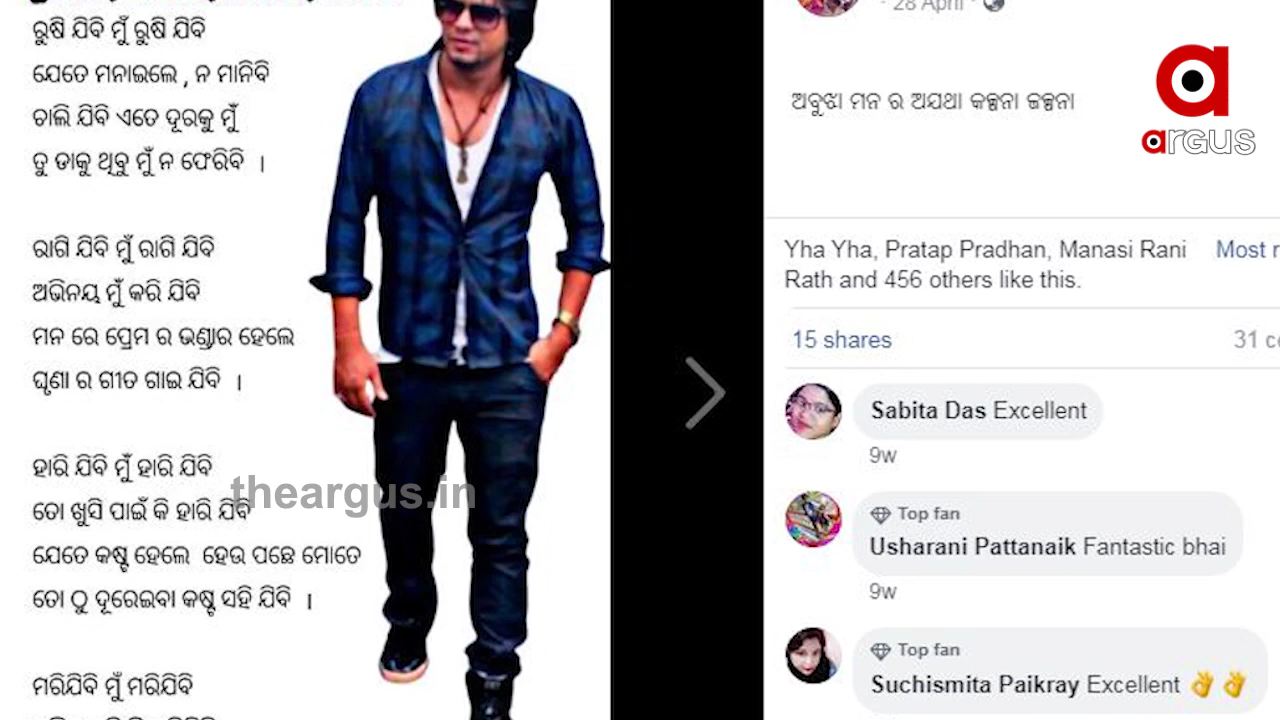 ରୁଷି ଯିବି ମୁଁ ରୁଷି ଯିବି
ଯେତେ ମନାଇଲେ , ନ ମାନିବି
ଚାଲି ଯିବି ଏତେ ଦୂରକୁ ମୁଁ
ତୁ ଡାକୁ ଥିବୁ ମୁଁ ନ ଫେରିବି ।
ରାଗି ଯିବି ମୁଁ ରାଗି ଯିବି
ଅଭିନୟ ମୁଁ କରି ଯିବି
ମନ ରେ ପ୍ରେମ ର ଭଣ୍ଡାର ହେଲେ
ଘୃଣା ର ଗୀତ ଗାଇ ଯିବି ।
ହାରି ଯିବି ମୁଁ ହାରି ଯିବି
ତୋ ଖୁସି ପାଇଁ କି ହାରି ଯିବି
ଯେତେ କଷ୍ଟ ହେଲେ ହେଉ ପଛେ ମୋତେ
ତୋ ଠୁ ଦୂରେଇବା କଷ୍ଟ ସହି ଯିବି ।
ମରିଯିବି ମୁଁ ମରିଯିବି
theargus.in
28 April
ଅବୁଝା ମନ ର ଅଯଥା କଳ୍ପନା ଜଳ୍ପନା
argus
Yha Yha, Pratap Pradhan, Manasi Rani
Rath and 456 others like this.
Most r
15 shares
31 c
Sabita Das Excellent
9w
Top fan
Usharani Pattanaik Fantastic bhai
9w
Top fan
Suchismita Paikray Excellent 👌👌